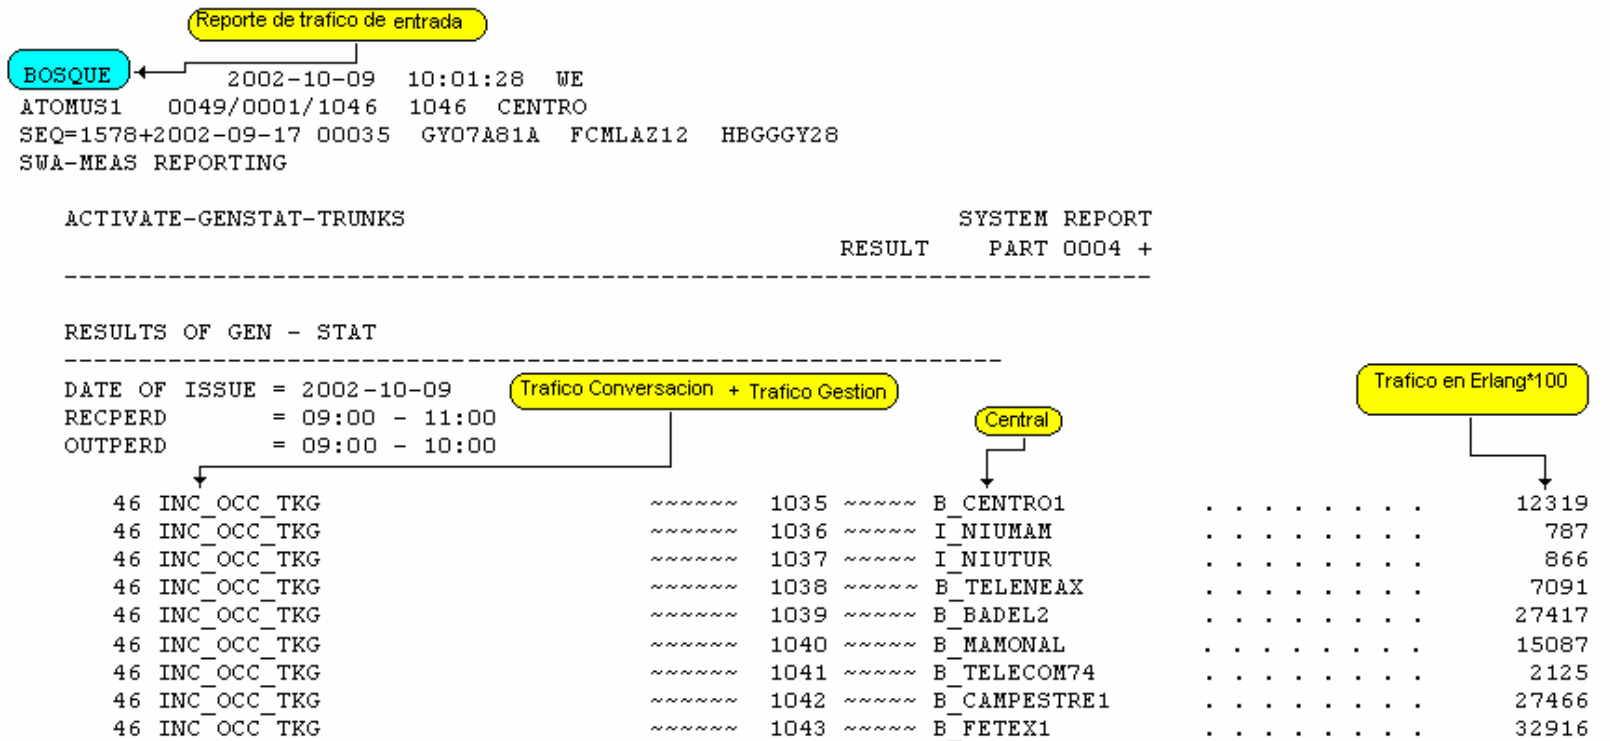 Reporte de trafico de entrada
BOSQUE 2002-10-09 10:01:28 WE
ATOMUS1 0049/0001/1046 1046 CENTRO
SEQ=1578+2002-09-17 00035 GY07A81A FCMLAZ12 HBGGGY28
SWA-MEAS REPORTING
ACTIVATE-GENSTAT-TRUNKS SYSTEM REPORT
RESULT PART 0004 +
--------------------------------------------------------------------------
RESULTS OF GEN - STAT
----------------------------------------------------------------
DATE OF ISSUE = 2002-10-09 Trafico Conversacion + Trafico Gestion Trafico en Erlang*100
RECPERD = 09:00 - 11:00 Central
OUTPERD = 09:00 - 10:00
46 INC_OCC_TKG ~~~~~~ 1035 ~~~~~ B_CENTRO1 . . . . . . . . 12319
46 INC_OCC_TKG ~~~~~~ 1036 ~~~~~ I_NIUMAM . . . . . . . . 787
46 INC_OCC_TKG ~~~~~~ 1037 ~~~~~ I_NIUTUR . . . . . . . . 866
46 INC_OCC_TKG ~~~~~~ 1038 ~~~~~ B_TELENEAX . . . . . . . . 7091
46 INC_OCC_TKG ~~~~~~ 1039 ~~~~~ B_BADEL2 . . . . . . . . 27417
46 INC_OCC_TKG ~~~~~~ 1040 ~~~~~ B_MAMONAL . . . . . . . . 15087
46 INC_OCC_TKG ~~~~~~ 1041 ~~~~~ B_TELECOM74 . . . . . . . . 2125
46 INC_OCC_TKG ~~~~~~ 1042 ~~~~~ B_CAMPESTRE1 . . . . . . . . 27466
46 INC_OCC_TKG ~~~~~~ 1043 ~~~~~ B_FETEX1 . . . . . . . . 32916